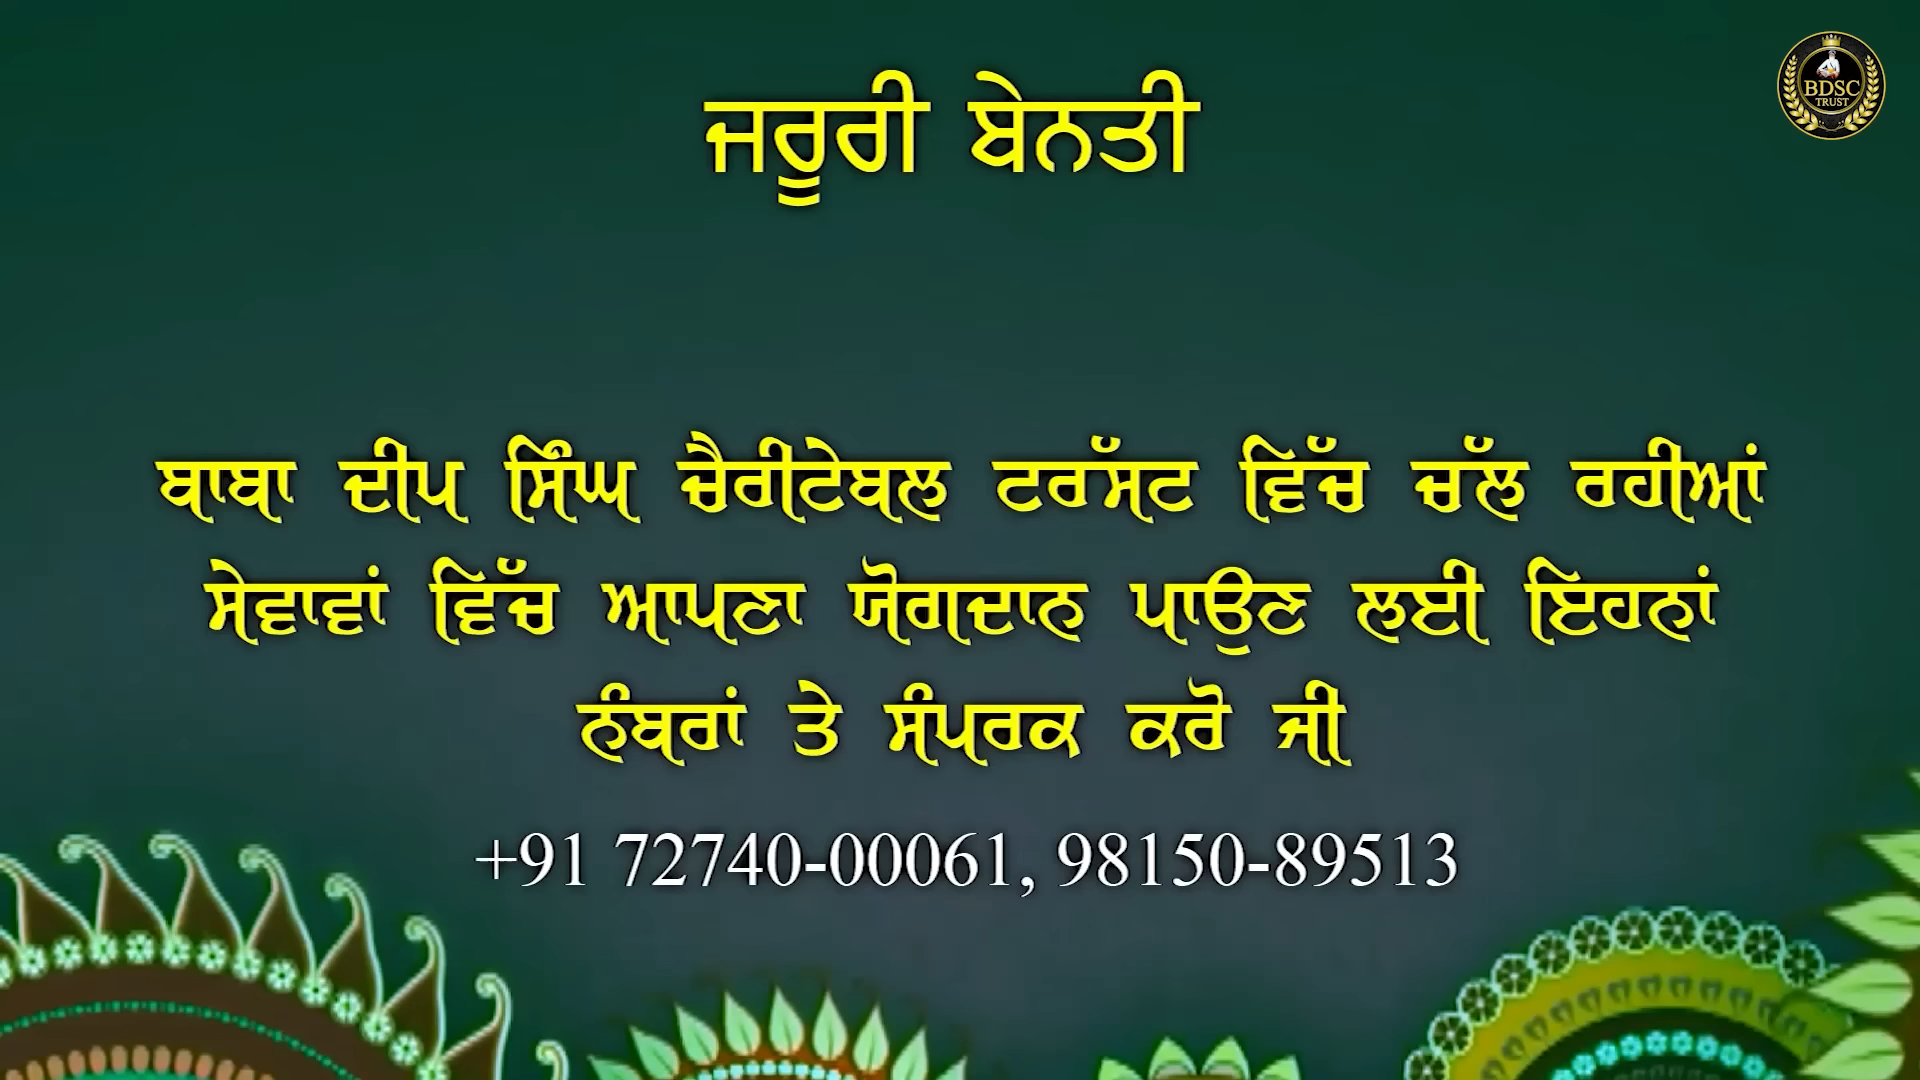 ਜਰੂਰੀ ਬੇਨਤੀ
BDSC
TRUST
ਬਾਬਾ ਦੀਪ ਸਿੰਘ ਚੈਰੀਟੇਬਲ ਟਰੱਸਟ ਵਿੱਚ ਚੱਲ ਰਹੀਆਂ
ਸੇਵਾਵਾਂ ਵਿੱਚ ਆਪਣਾ ਯੋਗਦਾਨ ਪਾਉਣ ਲਈ ਇਹਨਾਂ
ਨੰਬਰਾਂ ਤੇ ਸੰਪਰਕ ਕਰੋ ਜੀ
+91 72740-00061, 98150-89513